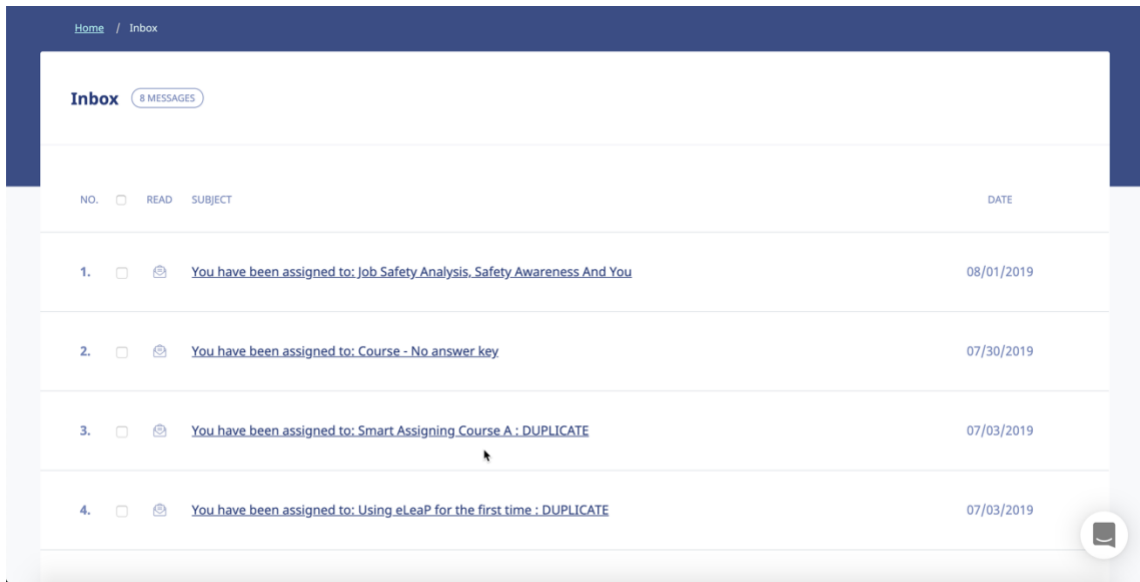 Home / Inbox
Inbox 8 MESSAGES
NO. READ SUBJECT DATE
1. You have been assigned to: Job Safety Analysis, Safety Awareness And You 08/01/2019
2. You have been assigned to: Course - No answer key 07/30/2019
3. You have been assigned to: Smart Assigning Course A : DUPLICATE 07/03/2019
4. You have been assigned to: Using eLeaP for the first time : DUPLICATE 07/03/2019